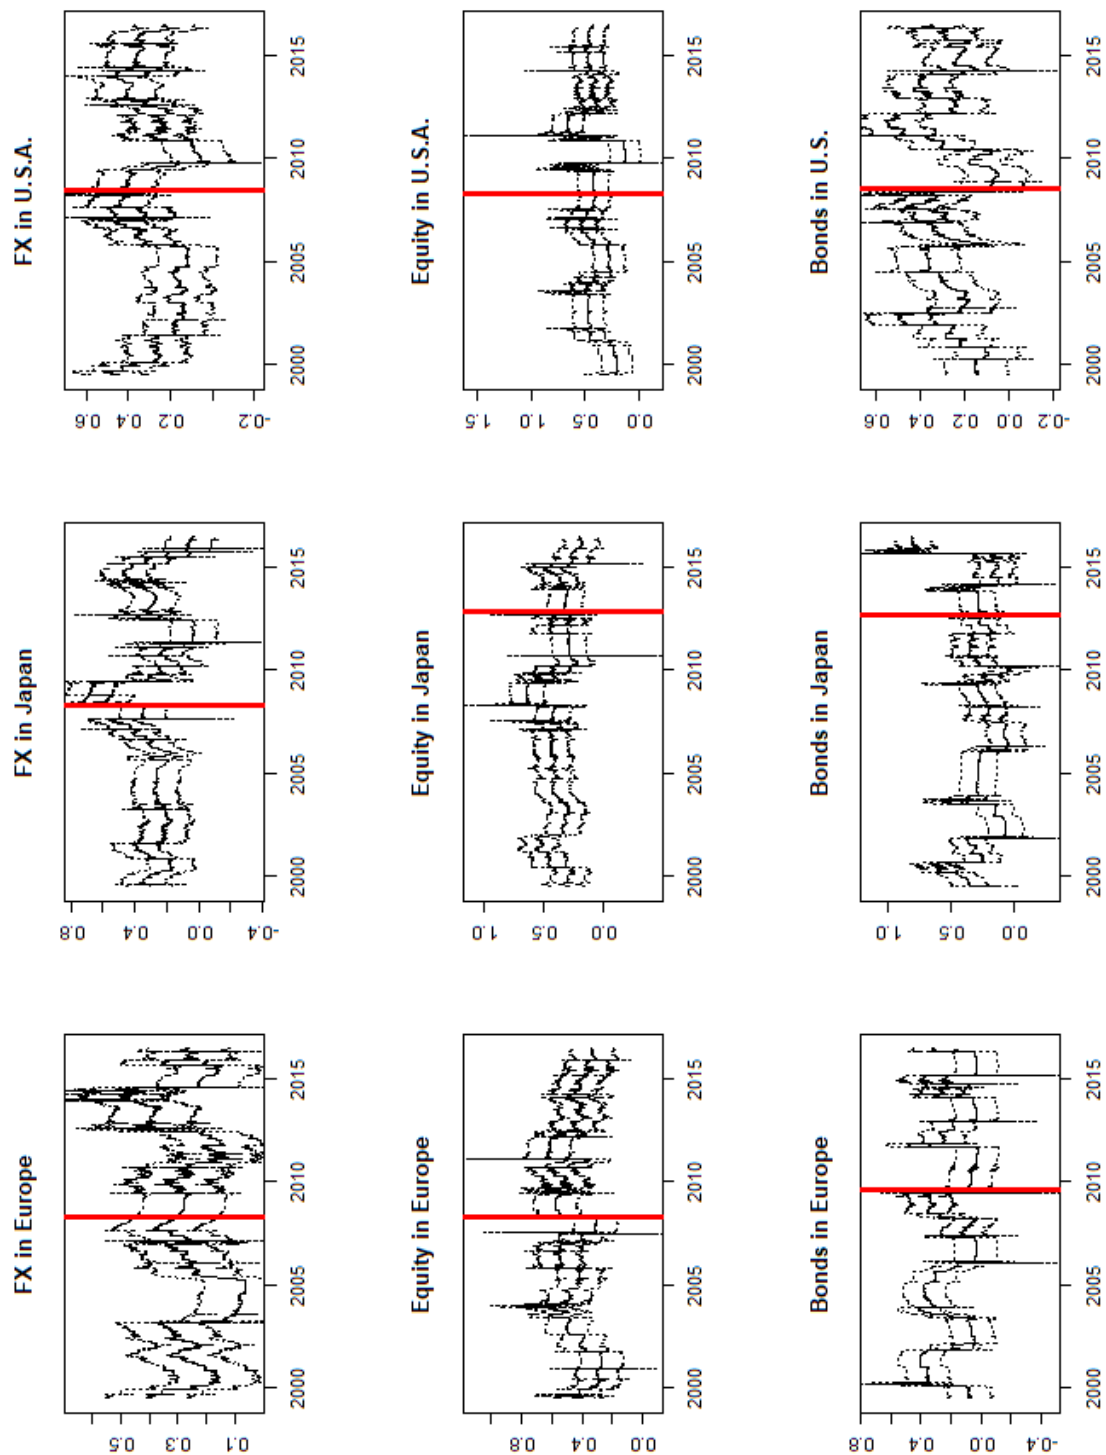 FX in Europe
-0.1 0.3 0.5
2000 2005 2010 2015
FX in Japan
-0.4 0.0 0.4 0.8
2000 2005 2010 2015
FX in U.S.A.
-0.2 0.2 0.4 0.6
2000 2005 2010 2015
Equity in Europe
0.0 0.4 0.8
2000 2005 2010 2015
Equity in Japan
0.0 0.5 1.0
2000 2005 2010 2015
Equity in U.S.A.
0.0 0.5 1.0 1.5
2000 2005 2010 2015
Bonds in Europe
-0.4 0.0 0.4 0.8
2000 2005 2010 2015
Bonds in Japan
0.0 0.5 1.0
2000 2005 2010 2015
Bonds in U.S.
-0.2 0.0 0.2 0.4 0.6
2000 2005 2010 2015